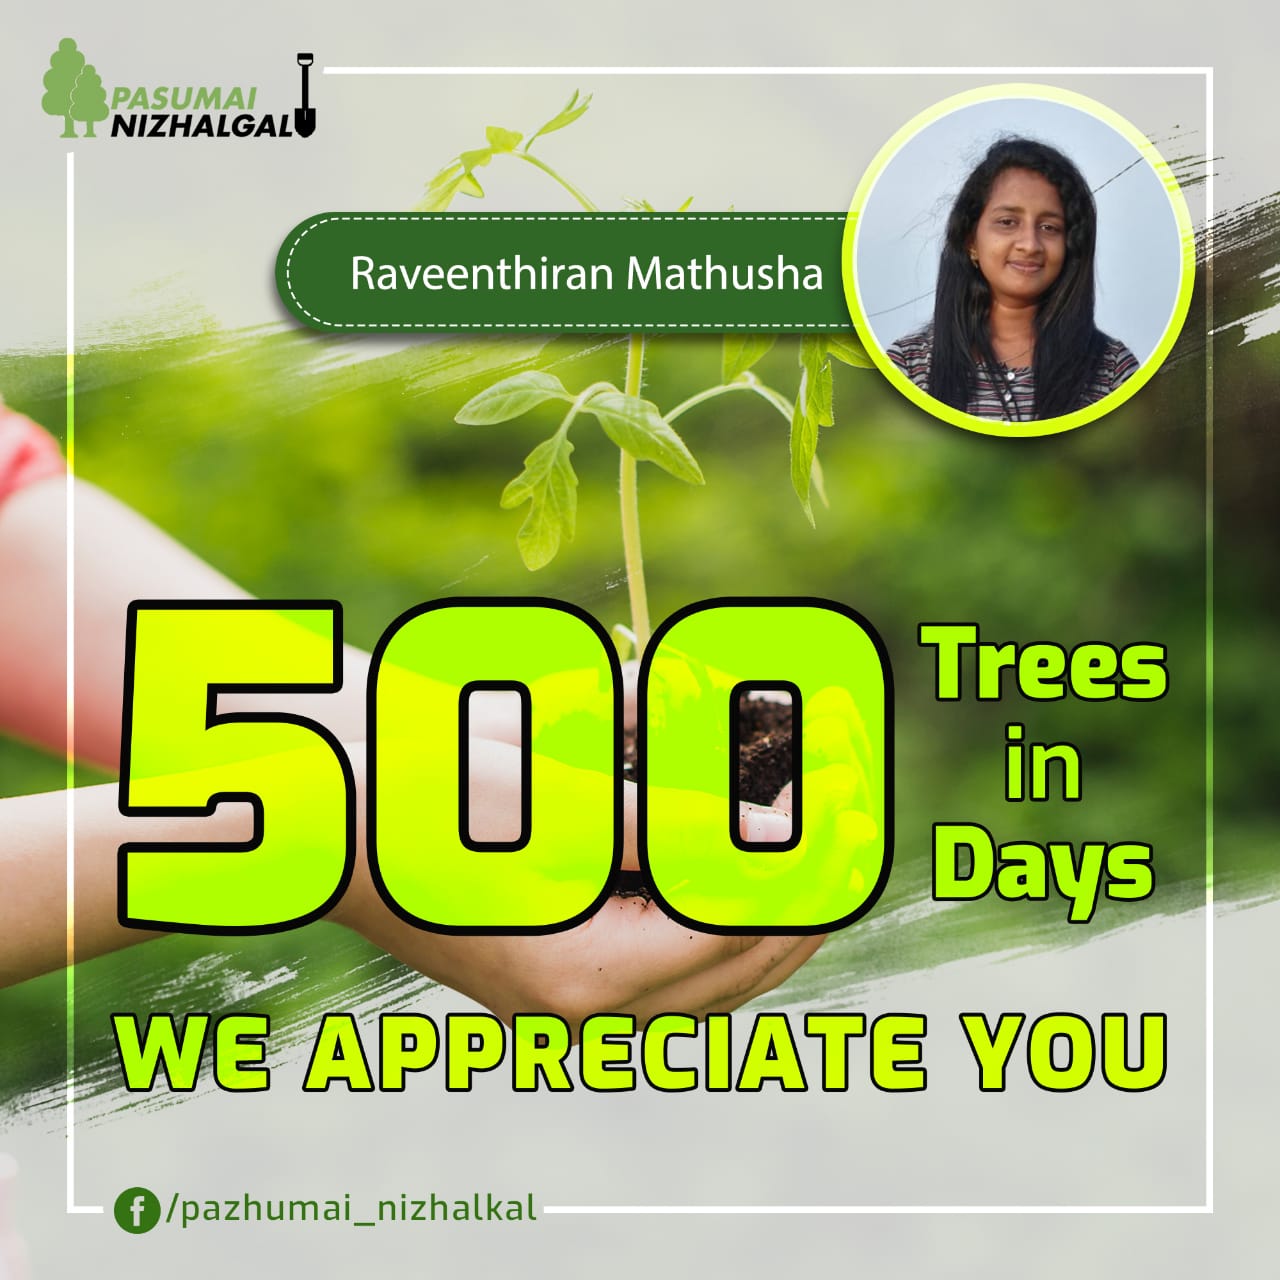 PASUMAI
NIZHALGAL
Raveenthiran Mathusha
500
Trees
in
Days
WE APPRECIATE YOU
/pazhumai_nizhalkal